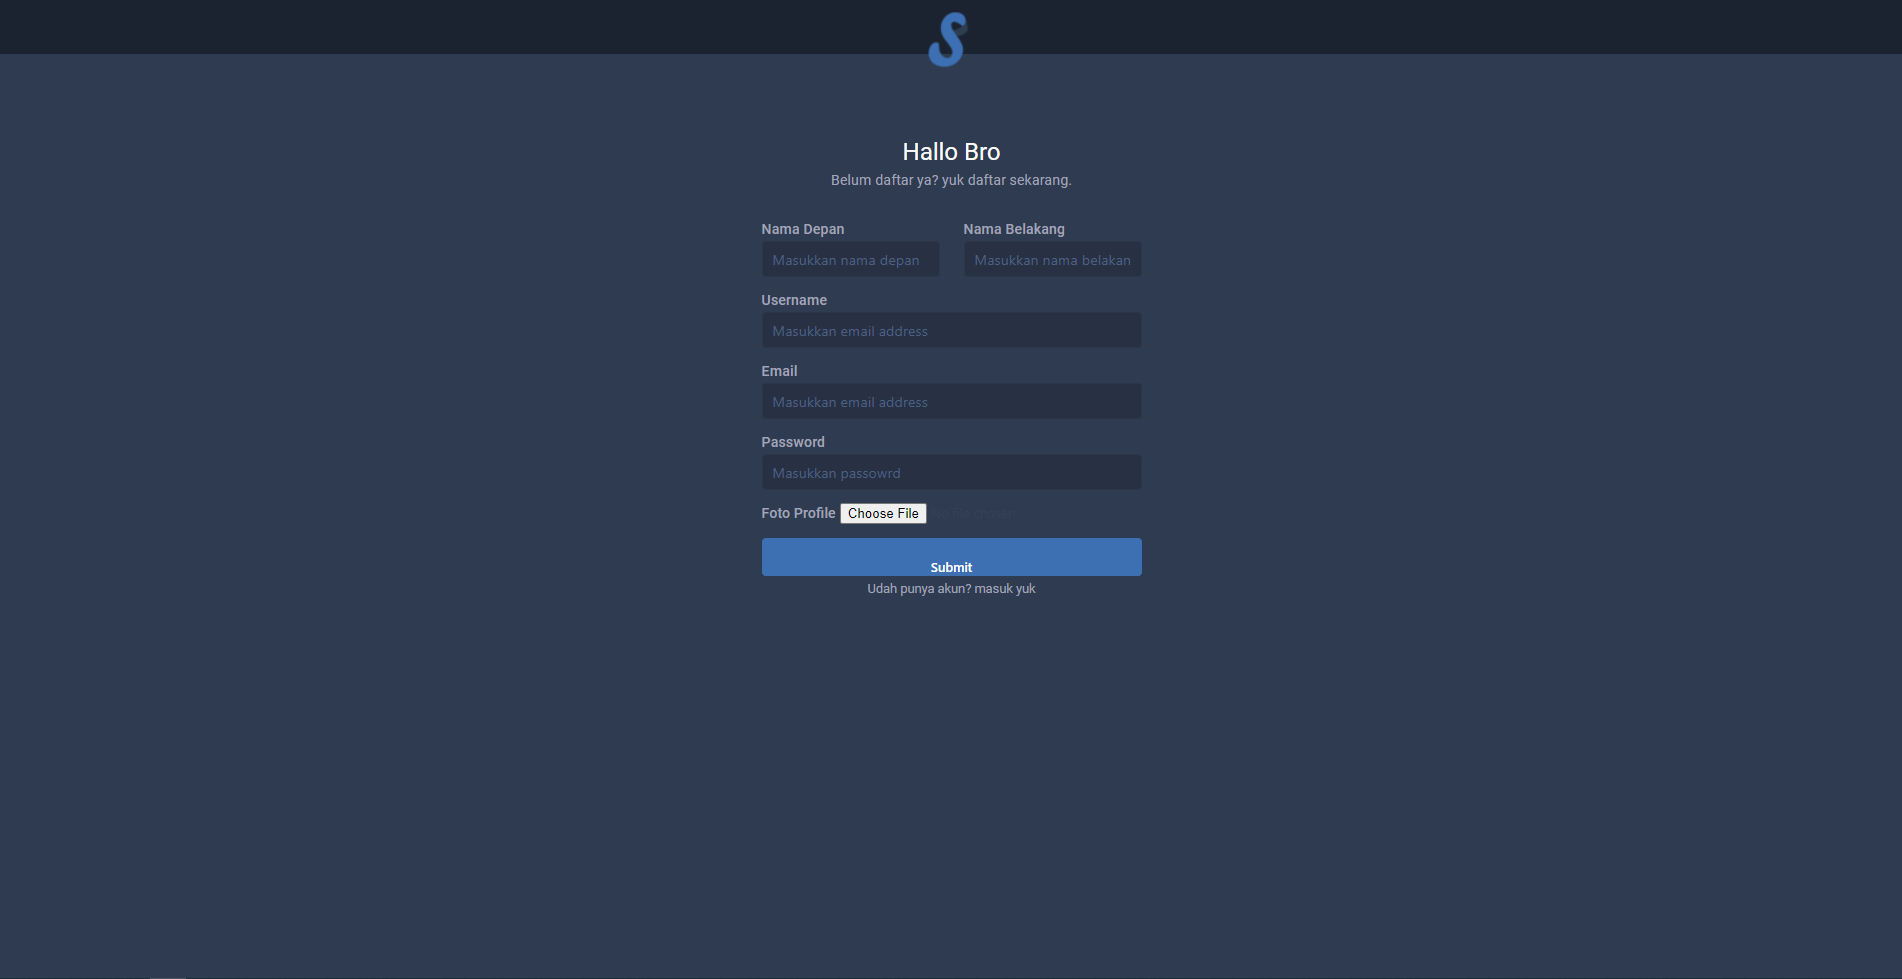 S
Hallo Bro
Belum daftar ya? yuk daftar sekarang.
Nama Depan Nama Belakang
Masukkan nama depan Masukkan nama belakan
Username
Masukkan email address
Email
Masukkan email address
Password
Masukkan passowrd
Foto Profile Choose File file chosen
Submit
Udah punya akun? masuk yuk